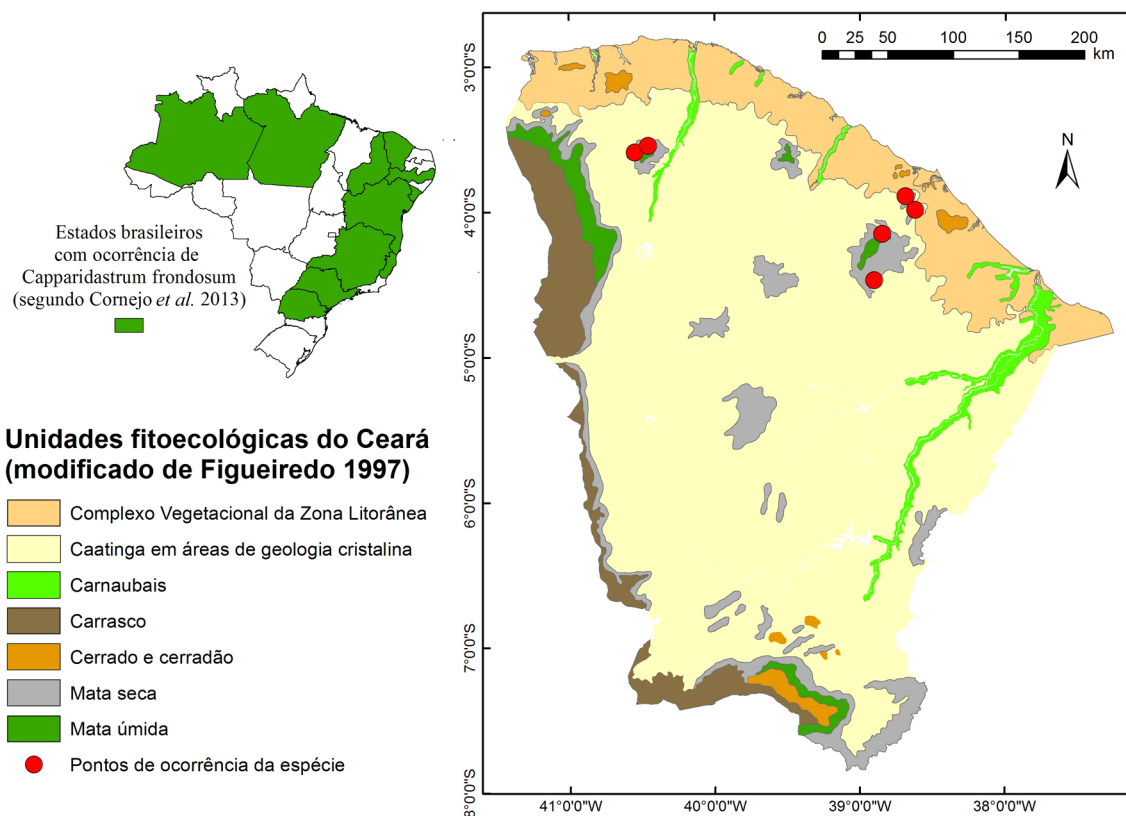 Estados brasileiros
com ocorrência de
Capparidastrum frondosum
(segundo Cornejo et al. 2013)
Unidades fitoecológicas do Ceará
(modificado de Figueiredo 1997)
Complexo Vegetacional da Zona Litorânea
Caatinga em áreas de geologia cristalina
Carnaubais
Carrasco
Cerrado e cerradão
Mata seca
Mata úmida
Pontos de ocorrência da espécie
0 25 50 100 150 200
km
N
3°0'0"S
4°0'0"S
5°0'0"S
6°0'0"S
7°0'0"S
8°0'0"S
41°0'0"W 40°0'0"W 39°0'0"W 38°0'0"W